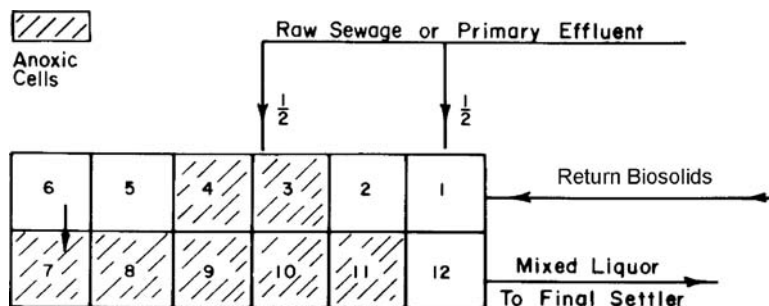 Raw Sewage or Primary Effluent
Anoxic
Cells
1/2
1/2
6 5 4 3 2 1
Return Biosolids
7 8 9 10 11 12
Mixed Liquor
To Final Settler